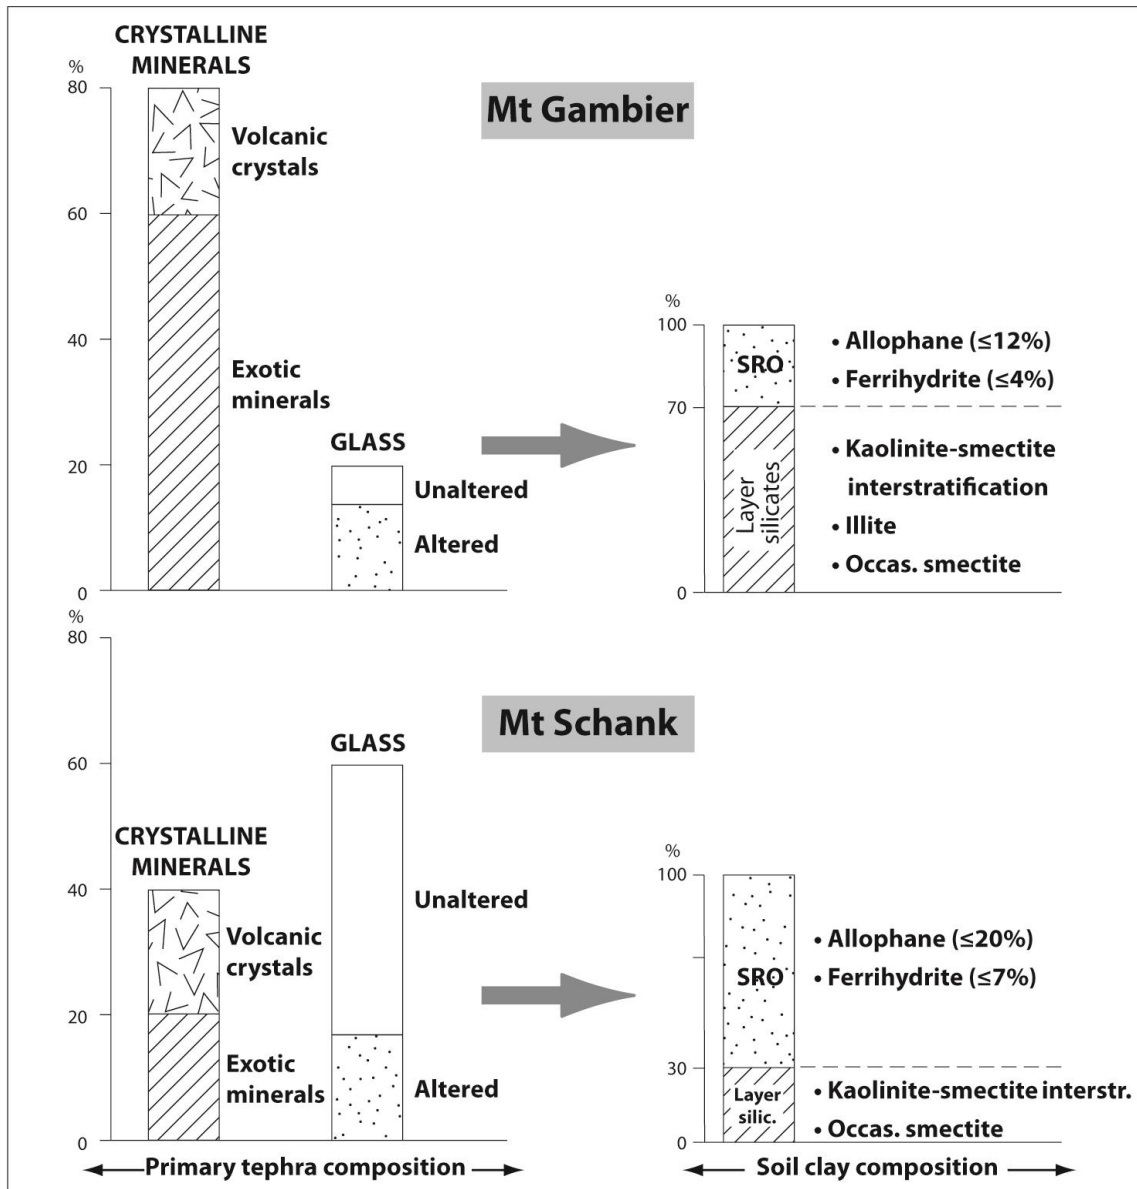 CRYSTALLINE
MINERALS
%
80
60
40
20
0
Volcanic
crystals
Exotic
minerals
GLASS
Unaltered
Altered
Mt Gambier
%
100
70
0
SRO
Layer
silicates
• Allophane (≤12%)
• Ferrihydrite (≤4%)
• Kaolinite-smectite
interstratification
• Illite
• Occas. smectite
%
80
60
40
20
0
CRYSTALLINE
MINERALS
Volcanic
crystals
Exotic
minerals
GLASS
Unaltered
Altered
Mt Schank
%
100
30
0
SRO
Layer
silic.
• Allophane (≤20%)
• Ferrihydrite (≤7%)
• Kaolinite-smectite interstr.
• Occas. smectite
Primary tephra composition
Soil clay composition